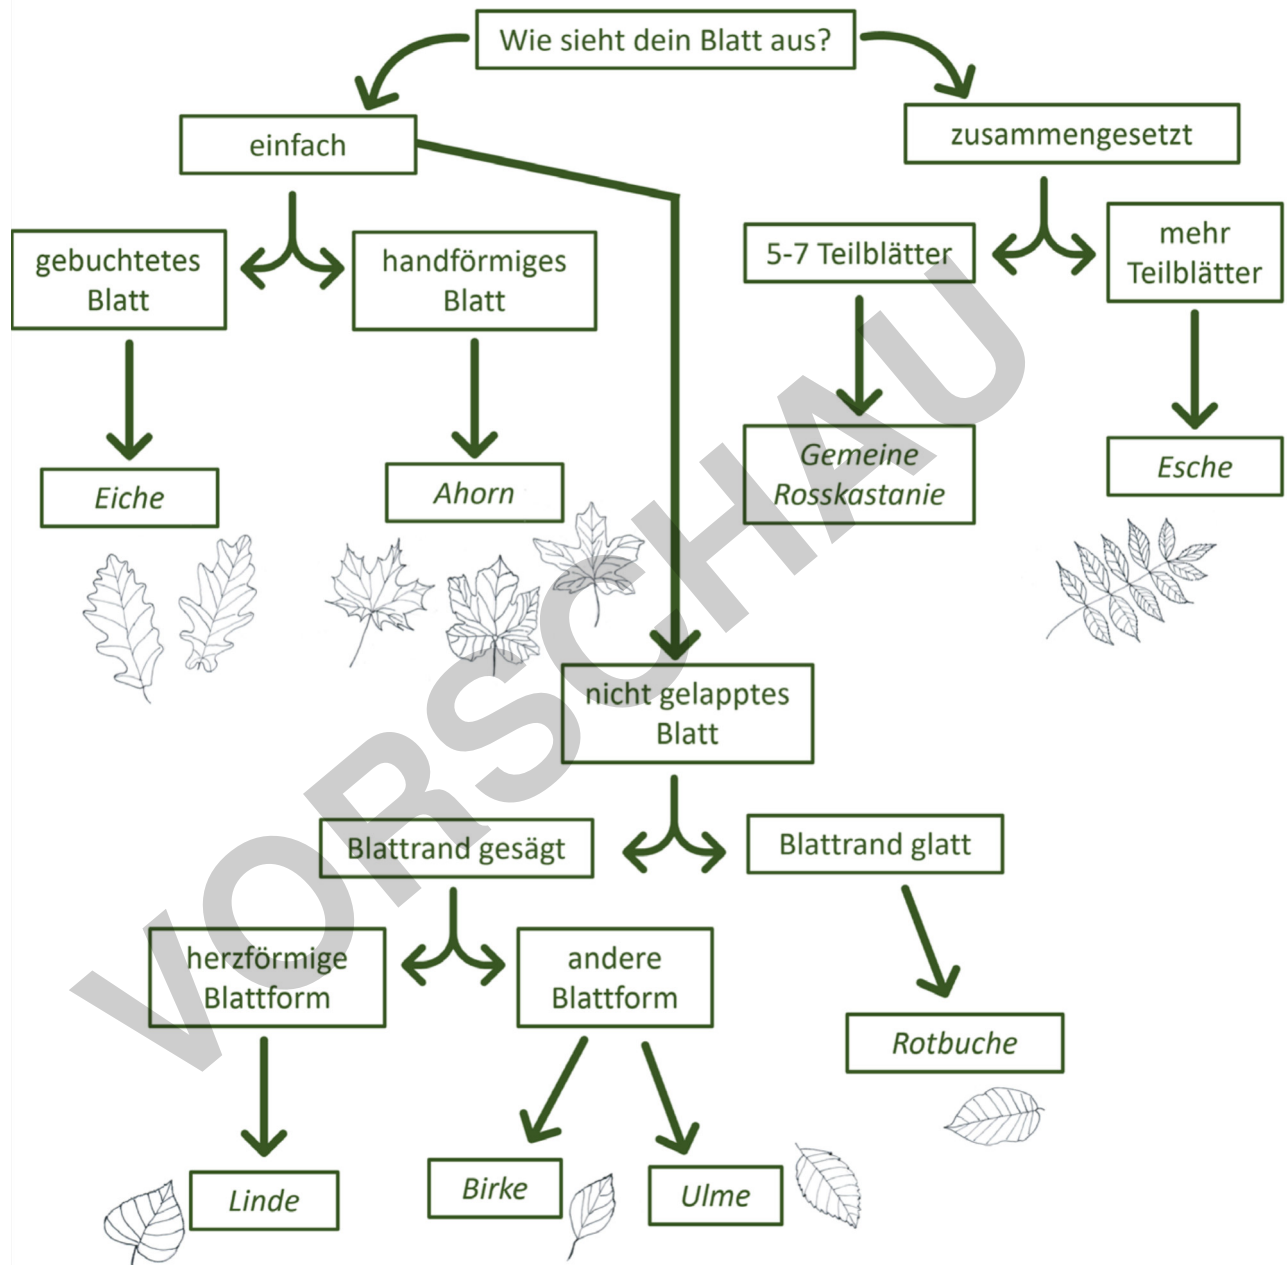 Wie sieht dein Blatt aus?
einfach
zusammengesetzt
gebuchtetes
Blatt
handförmiges
Blatt
5-7 Teilblätter
mehr
Teilblätter
Eiche
Ahorn
Gemeine
Rosskastanie
Esche
nicht gelapptes
Blatt
Blattrand gesägt
Blattrand glatt
herzförmige
Blattform
andere
Blattform
Rotbuche
Linde
Birke
Ulme
VORSCHAU